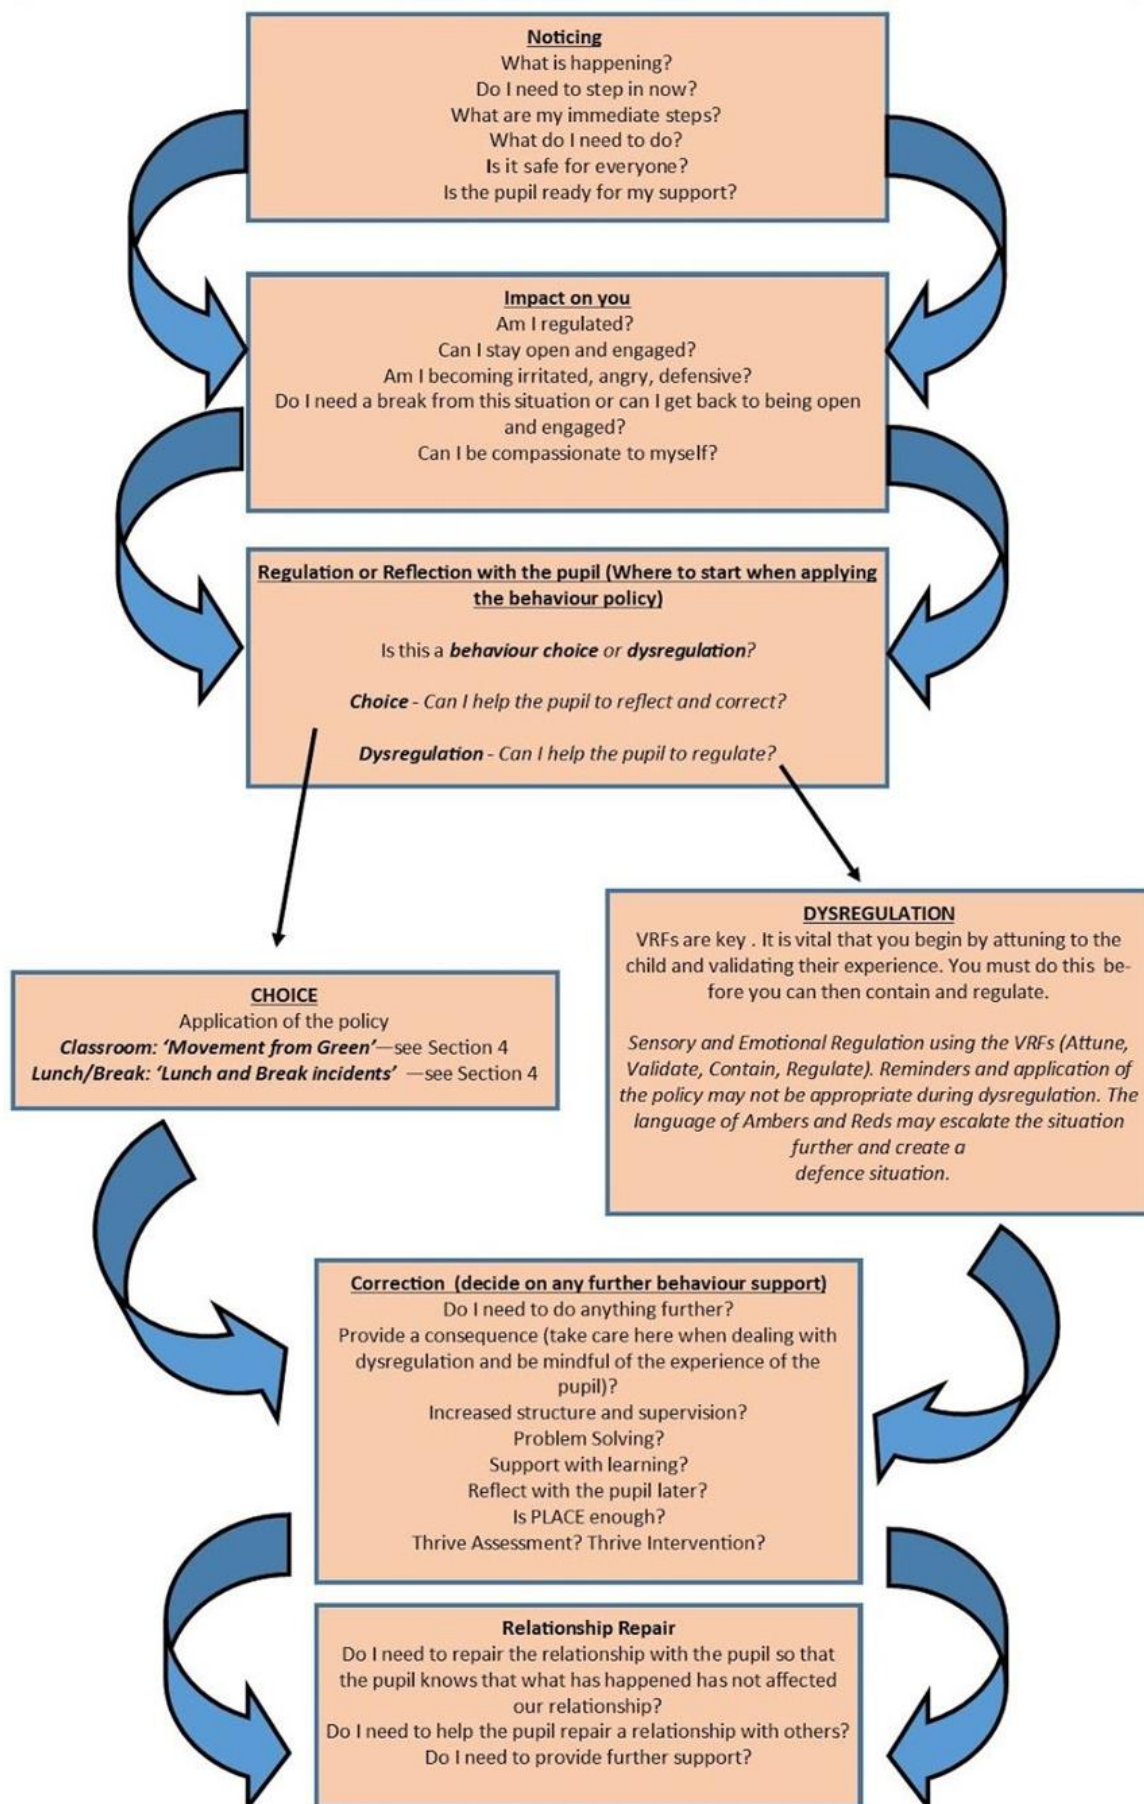 Noticing
What is happening?
Do I need to step in now?
What are my immediate steps?
What do I need to do?
Is it safe for everyone?
Is the pupil ready for my support?
Impact on you
Am I regulated?
Can I stay open and engaged?
Am I becoming irritated, angry, defensive?
Do I need a break from this situation or can I get back to being open
and engaged?
Can I be compassionate to myself?
Regulation or Reflection with the pupil (Where to start when applying
the behaviour policy)
Is this a behaviour choice or dysregulation?
Choice - Can I help the pupil to reflect and correct?
Dysregulation - Can I help the pupil to regulate?
CHOICE
Application of the policy
Classroom: ‘Movement from Green’—see Section 4
Lunch/Break: ‘Lunch and Break incidents’ —see Section 4
DYSREGULATION
VRFs are key . It is vital that you begin by attuning to the
child and validating their experience. You must do this be-
fore you can then contain and regulate.
Sensory and Emotional Regulation using the VRFs (Attune,
Validate, Contain, Regulate). Reminders and application of
the policy may not be appropriate during dysregulation. The
language of Ambers and Reds may escalate the situation
further and create a
defence situation.
Correction (decide on any further behaviour support)
Do I need to do anything further?
Provide a consequence (take care here when dealing with
dysregulation and be mindful of the experience of the
pupil)?
Increased structure and supervision?
Problem Solving?
Support with learning?
Reflect with the pupil later?
Is PLACE enough?
Thrive Assessment? Thrive Intervention?
Relationship Repair
Do I need to repair the relationship with the pupil so that
the pupil knows that what has happened has not affected
our relationship?
Do I need to help the pupil repair a relationship with others?
Do I need to provide further support?